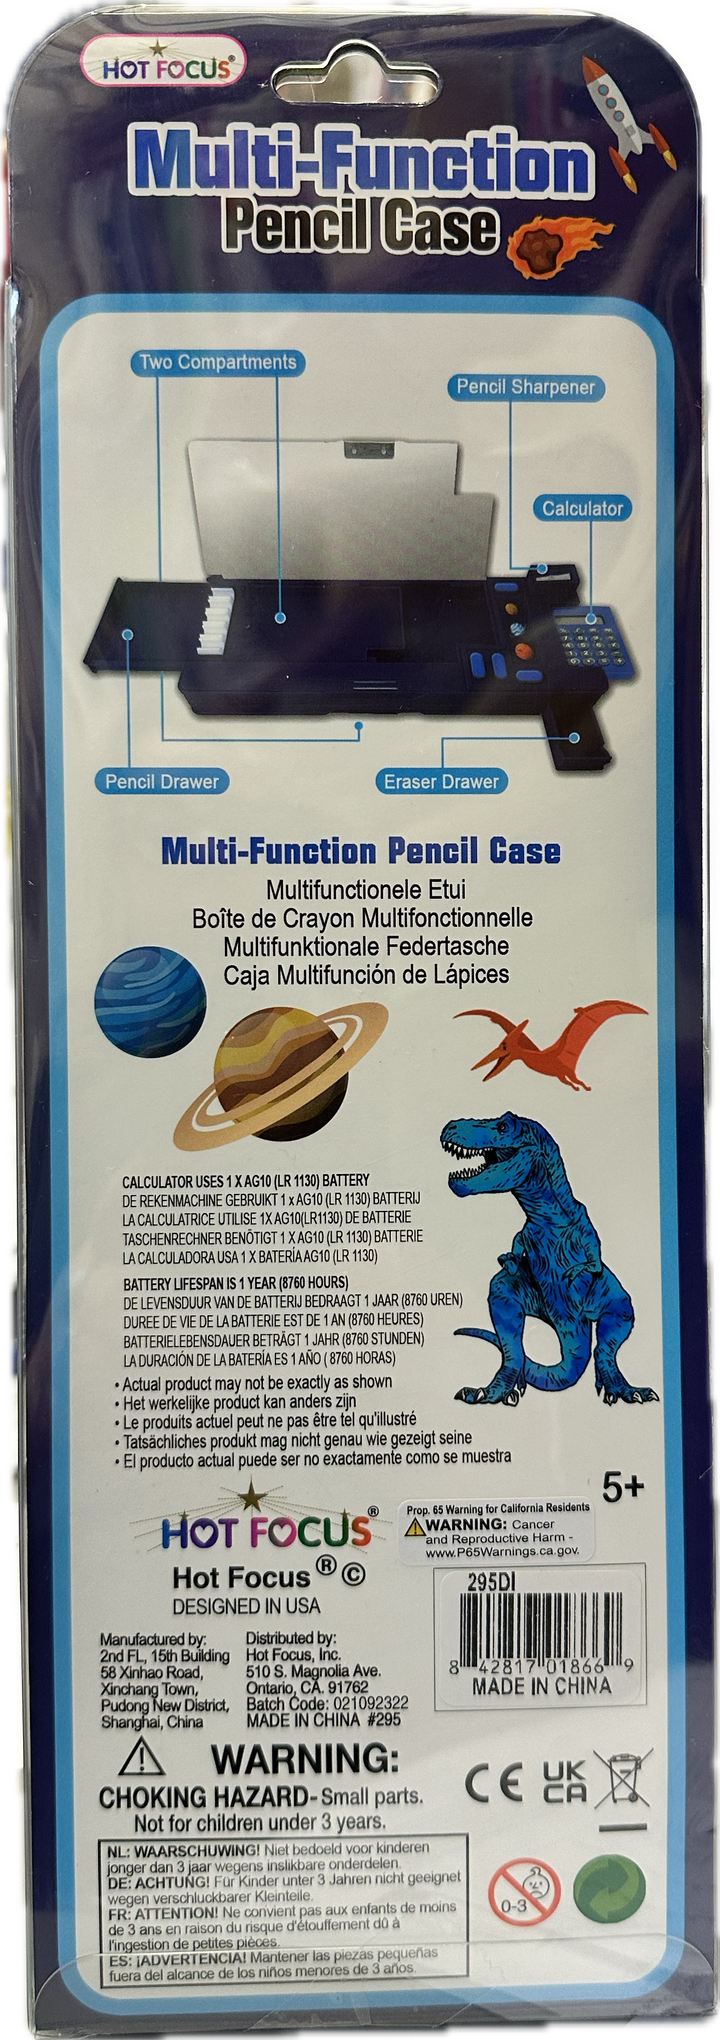 HOT FOCUS®
Multi-Function
Pencil Case
Two Compartments
Pencil Sharpener
Calculator
Pencil Drawer
Eraser Drawer
Multi-Function Pencil Case
Multifunctionele Etui
Boîte de Crayon Multifonctionnelle
Multifunktionale Federtasche
Caja Multifunción de Lápices
CALCULATOR USES 1 X AG10 (LR 1130) BATTERY
DE REKENMACHINE GEBRUIKT 1 x AG10 (LR 1130) BATTERIJ
LA CALCULATRICE UTILISE 1X AG10(LR1130) DE BATTERIE
TASCHENRECHNER BENÖTIGT 1 X AG10 (LR 1130) BATTERIE
LA CALCULADORA USA 1 X BATERÍA AG10 (LR 1130)
BATTERY LIFESPAN IS 1 YEAR (8760 HOURS)
DE LEVENSDUUR VAN DE BATTERIJ BEDRAAGT 1 JAAR (8760 UREN)
DUREE DE VIE DE LA BATTERIE EST DE 1 AN (8760 HEURES)
BATTERIELEBENSDAUER BETRÄGT 1 JAHR (8760 STUNDEN)
LA DURACIÓN DE LA BATERÍA ES 1 AÑO ( 8760 HORAS)
• Actual product may not be exactly as shown
• Het werkelijke product kan anders zijn
• Le produits actuel peut ne pas être tel qu'illustré
• Tatsächliches produkt mag nicht genau wie gezeigt seine
• El producto actual puede ser no exactamente como se muestra
5+
HOT FOCUS®
Hot Focus ® ©
DESIGNED IN USA
Prop. 65 Warning for California Residents
WARNING: Cancer
and Reproductive Harm -
www.P65Warnings.ca.gov.
295DI
8 42817 01866 9
MADE IN CHINA
Manufactured by:
2nd FL, 15th Building
58 Xinhao Road,
Xinchang Town,
Pudong New District,
Shanghai, China
Distributed by:
Hot Focus, Inc.
510 S. Magnolia Ave.
Ontario, CA. 91762
Batch Code: 021092322
MADE IN CHINA #295
WARNING:
CHOKING HAZARD- Small parts.
Not for children under 3 years.
CE
UK
CA
NL: WAARSCHUWING! Niet bedoeld voor kinderen
jonger dan 3 jaar wegens inslikbare onderdelen.
DE: ACHTUNG! Für Kinder unter 3 Jahren nicht geeignet
wegen verschluckbarer Kleinteile.
FR: ATTENTION! Ne convient pas aux enfants de moins
de 3 ans en raison du risque d'étouffement dû à
l'ingestion de petites pièces.
ES: ¡ADVERTENCIA! Mantener las piezas pequeñas
fuera del alcance de los niños menores de 3 años.
0-3